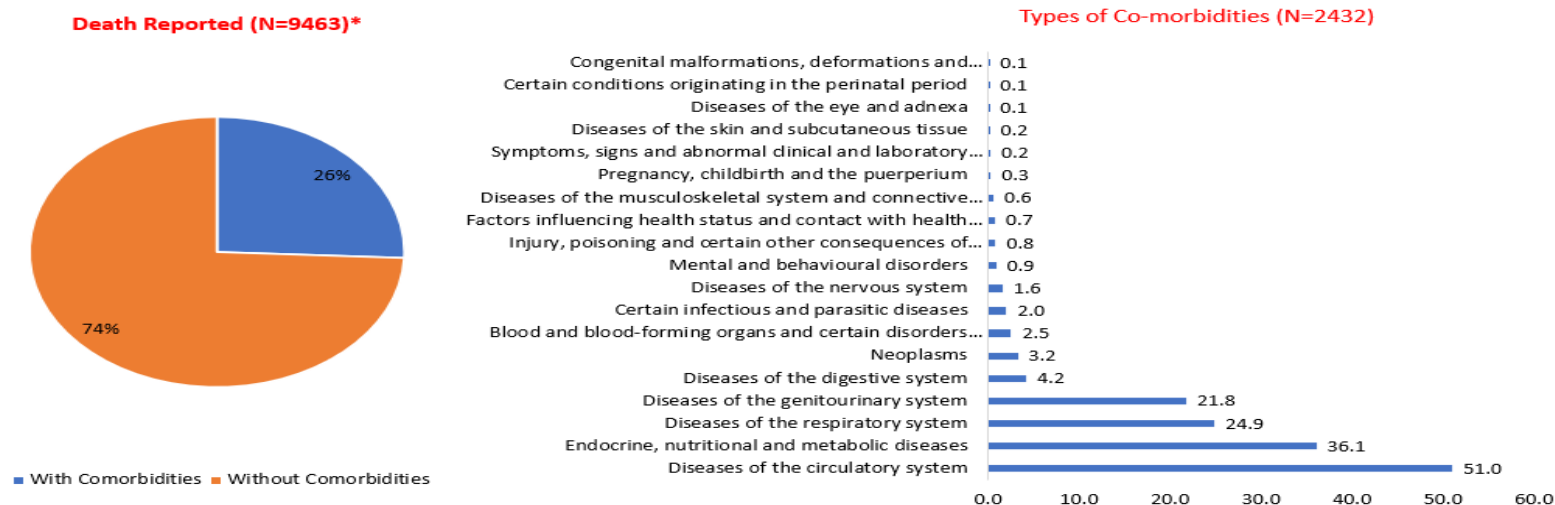 Death Reported (N=9463)*
26%
74%
With Comorbidities Without Comorbidities
Types of Co-morbidities (N=2432)
Congenital malformations, deformations and... 0.1
Certain conditions originating in the perinatal period 0.1
Diseases of the eye and adnexa 0.1
Diseases of the skin and subcutaneous tissue 0.2
Symptoms, signs and abnormal clinical and laboratory... 0.2
Pregnancy, childbirth and the puerperium 0.3
Diseases of the musculoskeletal system and connective... 0.6
Factors influencing health status and contact with health... 0.7
Injury, poisoning and certain other consequences of... 0.8
Mental and behavioural disorders 0.9
Diseases of the nervous system 1.6
Certain infectious and parasitic diseases 2.0
Blood and blood-forming organs and certain disorders... 2.5
Neoplasms 3.2
Diseases of the digestive system 4.2
Diseases of the genitourinary system 21.8
Diseases of the respiratory system 24.9
Endocrine, nutritional and metabolic diseases 36.1
Diseases of the circulatory system 51.0
0.0 10.0 20.0 30.0 40.0 50.0 60.0